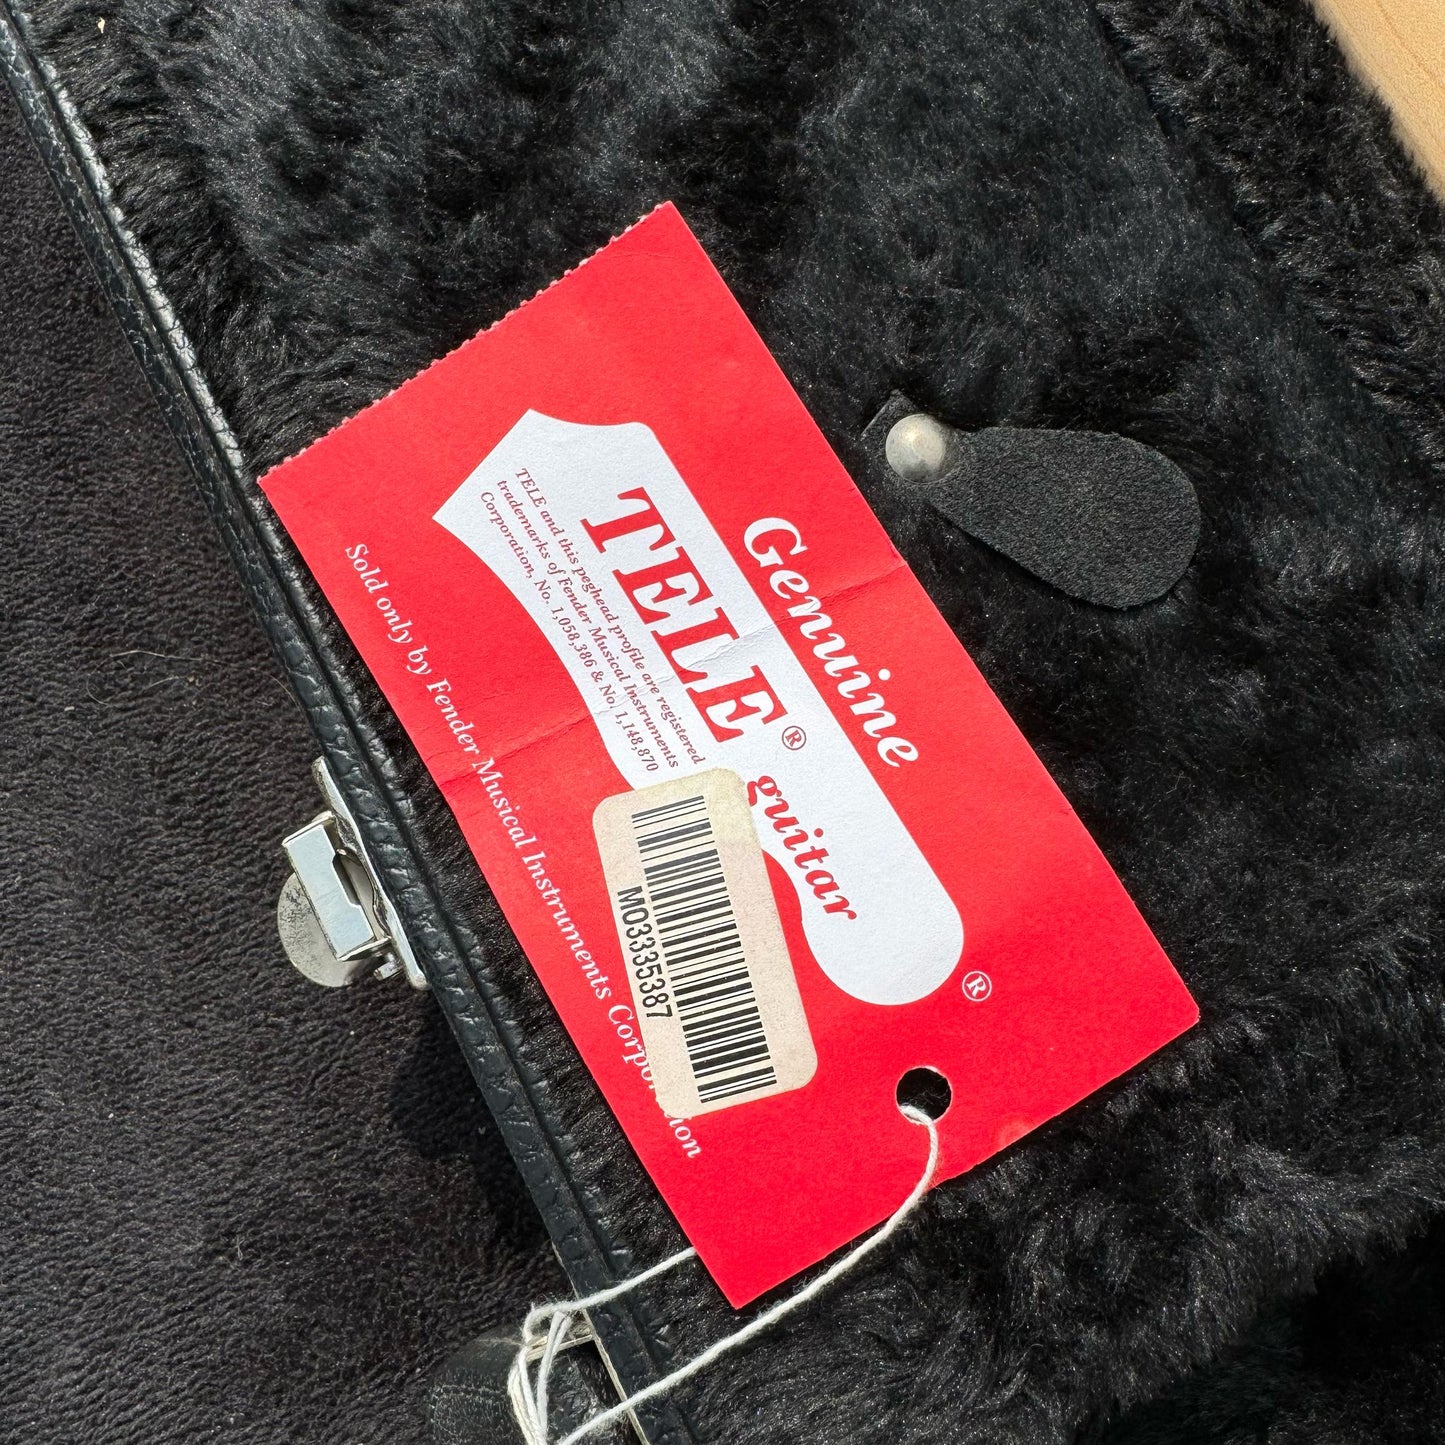 Genuine
TELE®
guitar
®
TELE and this peghead profile are registered
trademarks of Fender Musical Instruments
Corporation, No. 1,058,386 & No. 1,148,870
Sold only by Fender Musical Instruments Corporation
MO3335387